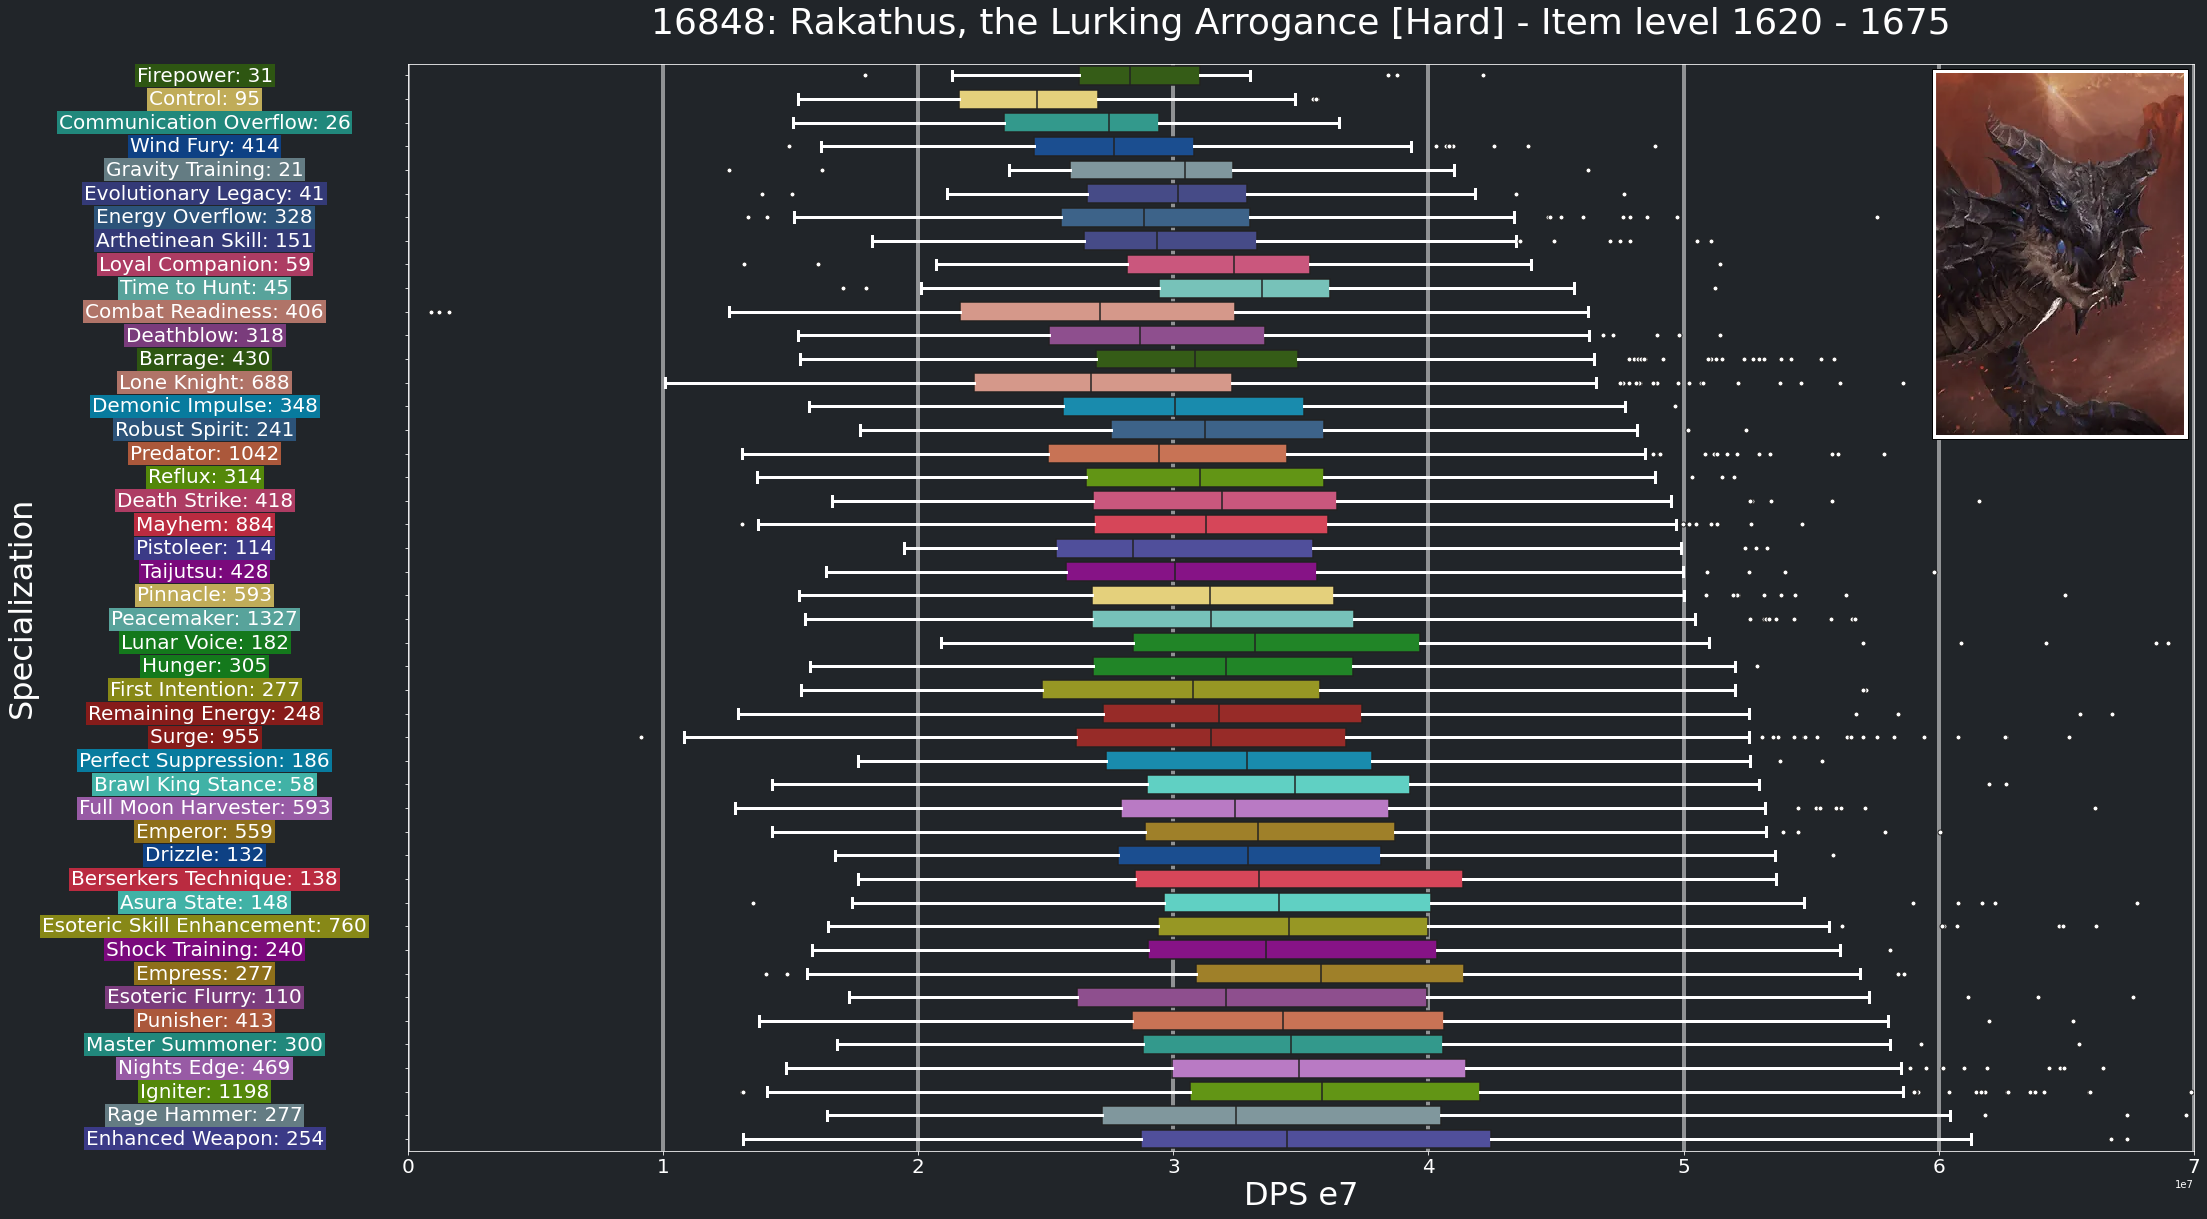 16848: Rakathus, the Lurking Arrogance [Hard] - Item level 1620 - 1675
Specialization
Firepower: 31
Control: 95
Communication Overflow: 26
Wind Fury: 414
Gravity Training: 21
Evolutionary Legacy: 41
Energy Overflow: 328
Arthetinean Skill: 151
Loyal Companion: 59
Time to Hunt: 45
Combat Readiness: 406
Deathblow: 318
Barrage: 430
Lone Knight: 688
Demonic Impulse: 348
Robust Spirit: 241
Predator: 1042
Reflux: 314
Death Strike: 418
Mayhem: 884
Pistoleer: 114
Taijutsu: 428
Pinnacle: 593
Peacemaker: 1327
Lunar Voice: 182
Hunger: 305
First Intention: 277
Remaining Energy: 248
Surge: 955
Perfect Suppression: 186
Brawl King Stance: 58
Full Moon Harvester: 593
Emperor: 559
Drizzle: 132
Berserkers Technique: 138
Asura State: 148
Esoteric Skill Enhancement: 760
Shock Training: 240
Empress: 277
Esoteric Flurry: 110
Punisher: 413
Master Summoner: 300
Nights Edge: 469
Igniter: 1198
Rage Hammer: 277
Enhanced Weapon: 254
0 1 2 3 4 5 6 7
1e7
DPS e7